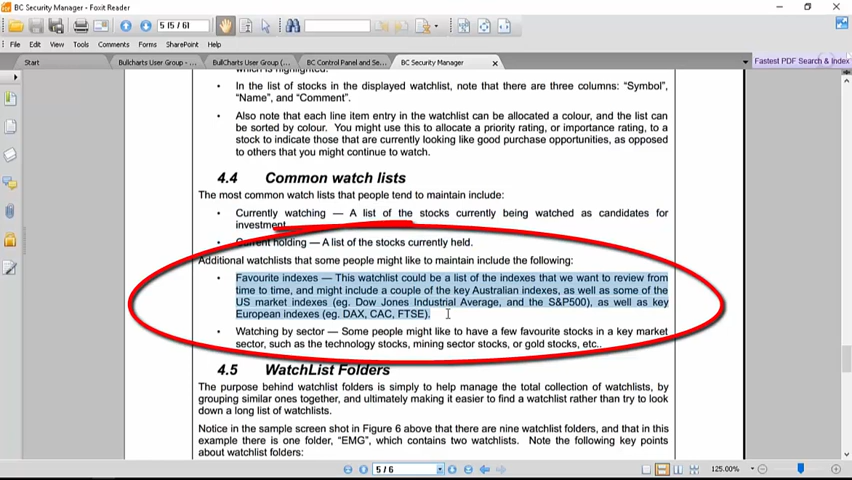 BC Security Manager - Foxit Reader
5 (5 / 6)
File Edit View Tools Comments Forms SharePoint Help
Start Bullcharts User Group - ... BullCharts User Group (... BC Control Panel and Se... BC Security Manager
Fastest PDF Search & Index
which is highlighted.
• In the list of stocks in the displayed watchlist, note that there are three columns: “Symbol”,
“Name”, and “Comment”.
• Also note that each line item entry in the watchlist can be allocated a colour, and the list can
be sorted by colour. You might use this to allocate a priority rating, or importance rating, to a
stock to indicate those that are currently looking like good purchase opportunities, as opposed
to others that you might continue to watch.
4.4 Common watch lists
The most common watch lists that people tend to maintain include:
• Currently watching — A list of the stocks currently being watched as candidates for
investment.
• Current holding — A list of the stocks currently held.
Additional watchlists that some people might like to maintain include the following:
• Favourite indexes — This watchlist could be a list of the indexes that we want to review from
time to time, and might include a couple of the key Australian indexes, as well as some of the
US market indexes (eg. Dow Jones Industrial Average, and the S&P500), as well as key
European indexes (eg. DAX, CAC, FTSE).
• Watching by sector — Some people might like to have a few favourite stocks in a key market
sector, such as the technology stocks, mining sector stocks, or gold stocks, etc..
4.5 WatchList Folders
The purpose behind watchlist folders is simply to help manage the total collection of watchlists, by
grouping similar ones together, and ultimately making it easier to find a watchlist rather than try to look
down a long list of watchlists.
Notice in the sample screen shot in Figure 6 above that there are nine watchlist folders, and that in this
example there is one folder, “EMG”, which contains two watchlists. Note the following key points
about watchlist folders:
5 / 6
125.00%